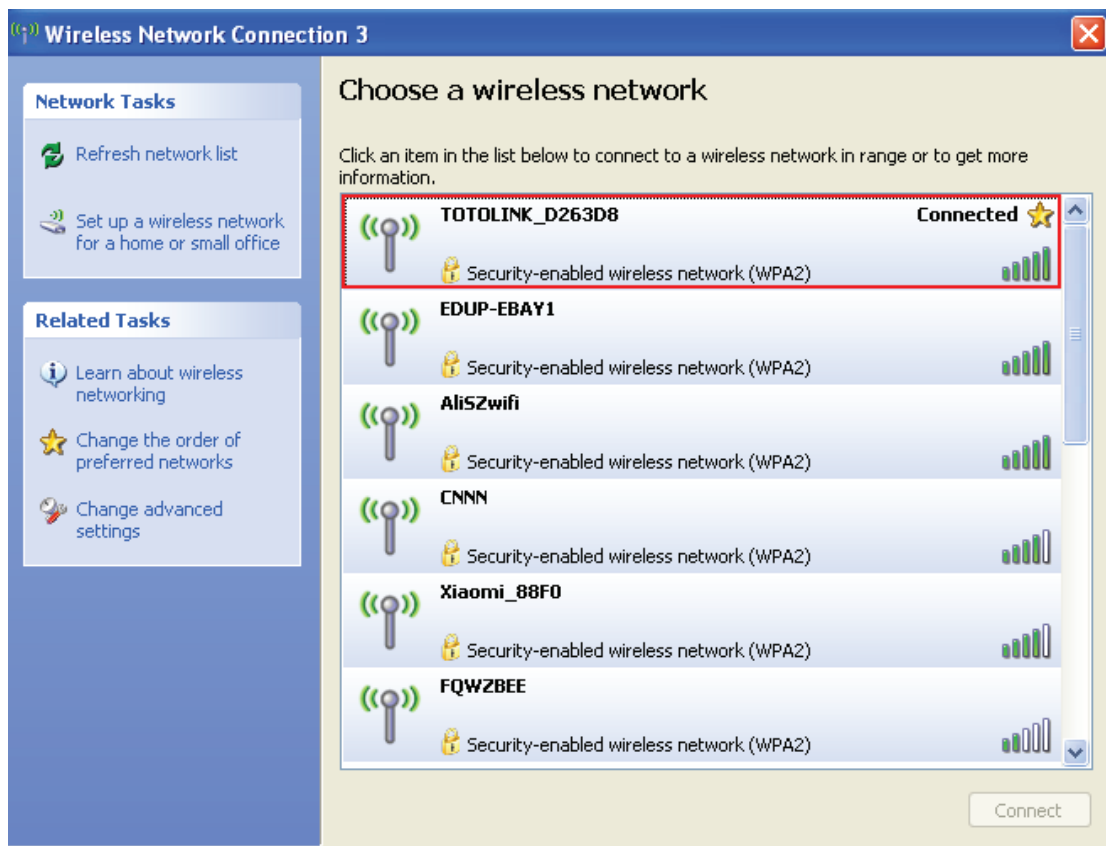 Wireless Network Connection 3
Network Tasks
Refresh network list
Set up a wireless network
for a home or small office
Related Tasks
Learn about wireless
networking
Change the order of
preferred networks
Change advanced
settings
Choose a wireless network
Click an item in the list below to connect to a wireless network in range or to get more
information.
TOTOLINK_D263D8 Connected
Security-enabled wireless network (WPA2)
EDUP-EBAY1
Security-enabled wireless network (WPA2)
AliSZwifi
Security-enabled wireless network (WPA2)
CNNN
Security-enabled wireless network (WPA2)
Xiaomi_88F0
Security-enabled wireless network (WPA2)
FQWZBEE
Security-enabled wireless network (WPA2)
Connect